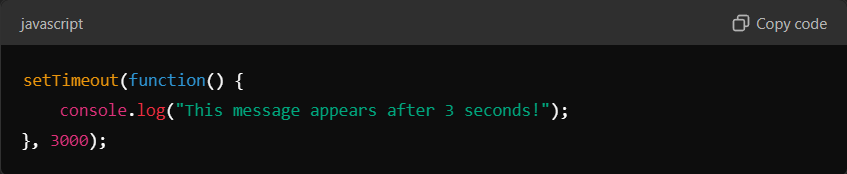 javascript
Copy code
setTimeout(function() {
    console.log("This message appears after 3 seconds!");
}, 3000);